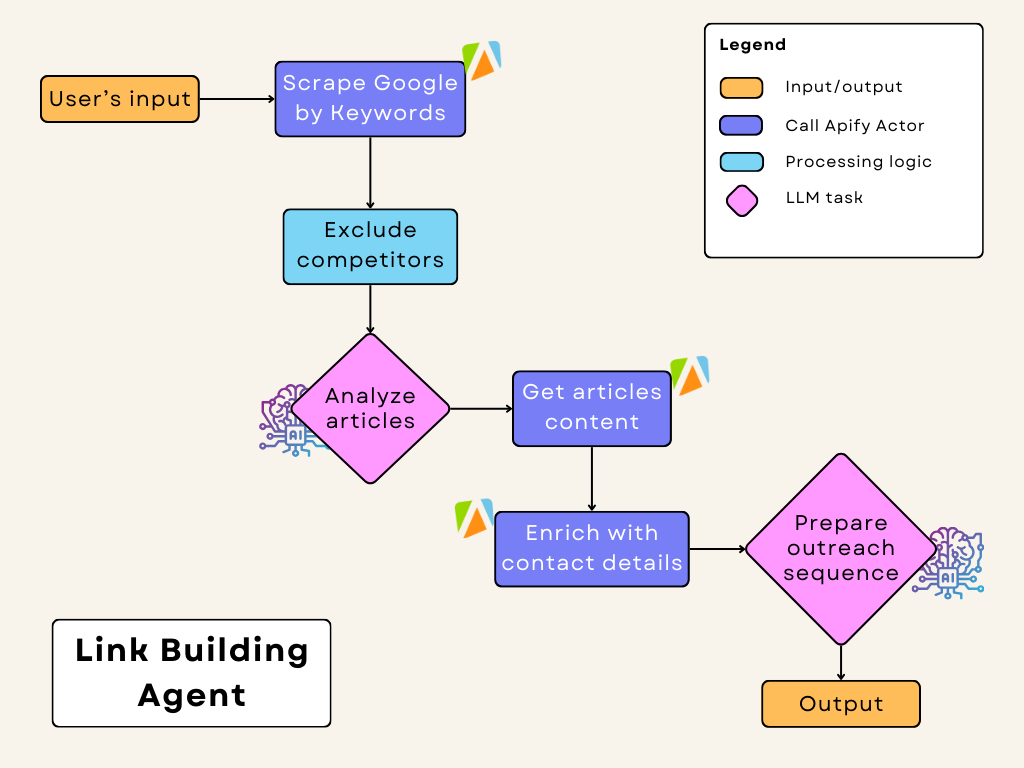 User's input
Scrape Google
by Keywords
Legend
Input/output
Call Apify Actor
Processing logic
LLM task
Exclude
competitors
Analyze
articles
AI
Get articles
content
Enrich with
contact details
Prepare
outreach
sequence
AI
Link Building
Agent
Output